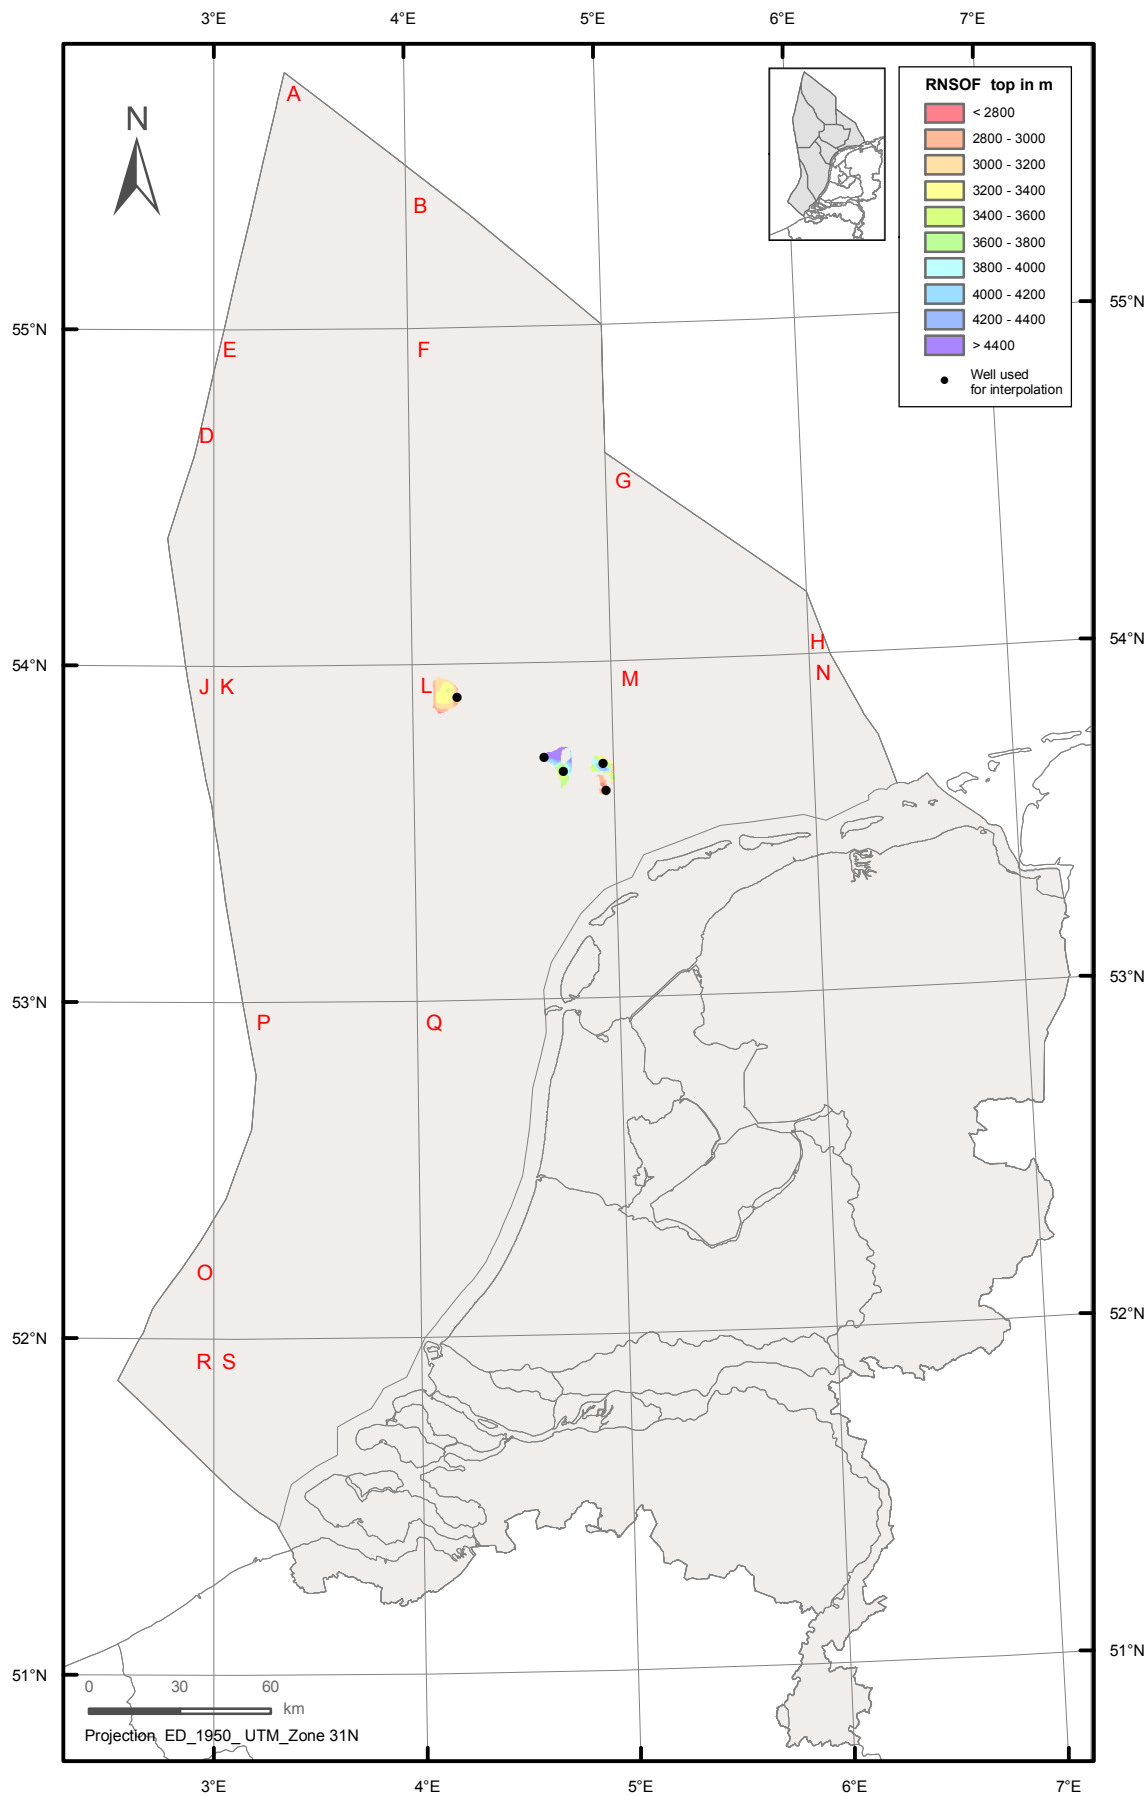 3°E 4°E 5°E 6°E 7°E
RNSOF top in m
< 2800
2800 - 3000
3000 - 3200
3200 - 3400
3400 - 3600
3600 - 3800
3800 - 4000
4000 - 4200
4200 - 4400
> 4400
Well used
for interpolation
N
A
B
55°N 55°N
E F
D
G
H
54°N 54°N
J K L M N
53°N 53°N
P Q
O
52°N 52°N
R S
51°N 51°N
0 30 60
km
Projection ED_1950_ UTM_Zone 31N
3°E 4°E 5°E 6°E 7°E